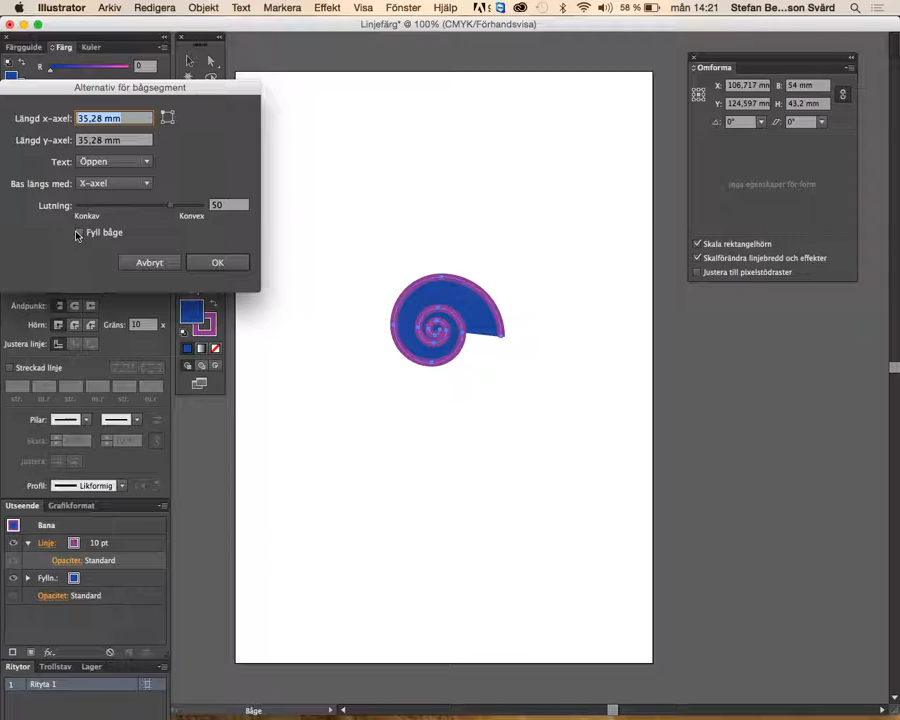 Illustrator Arkiv Redigera Objekt Text Markera Effekt Visa Fönster Hjälp 58 % mån 14:21 Stefan Be...son Svärd
Linjefärg* @ 100% (CMYK/Förhandsvisa)
Färgguide Färg Kuler
R 0
Alternativ för bågsegment
Längd x-axel: 35,28 mm
Längd y-axel: 35,28 mm
Text: Öppen
Bas längs med: X-axel
Lutning: 50
Konkav Konvex
Fyll båge
Avbryt OK
Omforma
X: 106,717 mm B: 54 mm
Y: 124,597 mm H: 43,2 mm
0° 0°
Inga egenskaper för form
Skala rektangelhörn
Skalförändra linjebredd och effekter
Justera till pixelstödraster
Ändpunkt:
Hörn: Gräns: 10 x
Justera linje:
Streckad linje
Pilar:
Skala:
Justera:
Profil: Likformig
Utseende Grafikformat
Bana
Linje: 10 pt
Opacitet: Standard
Fylln.:
Opacitet: Standard
fx
Ritytor Trollstav Lager
1 Rityta 1
Båge